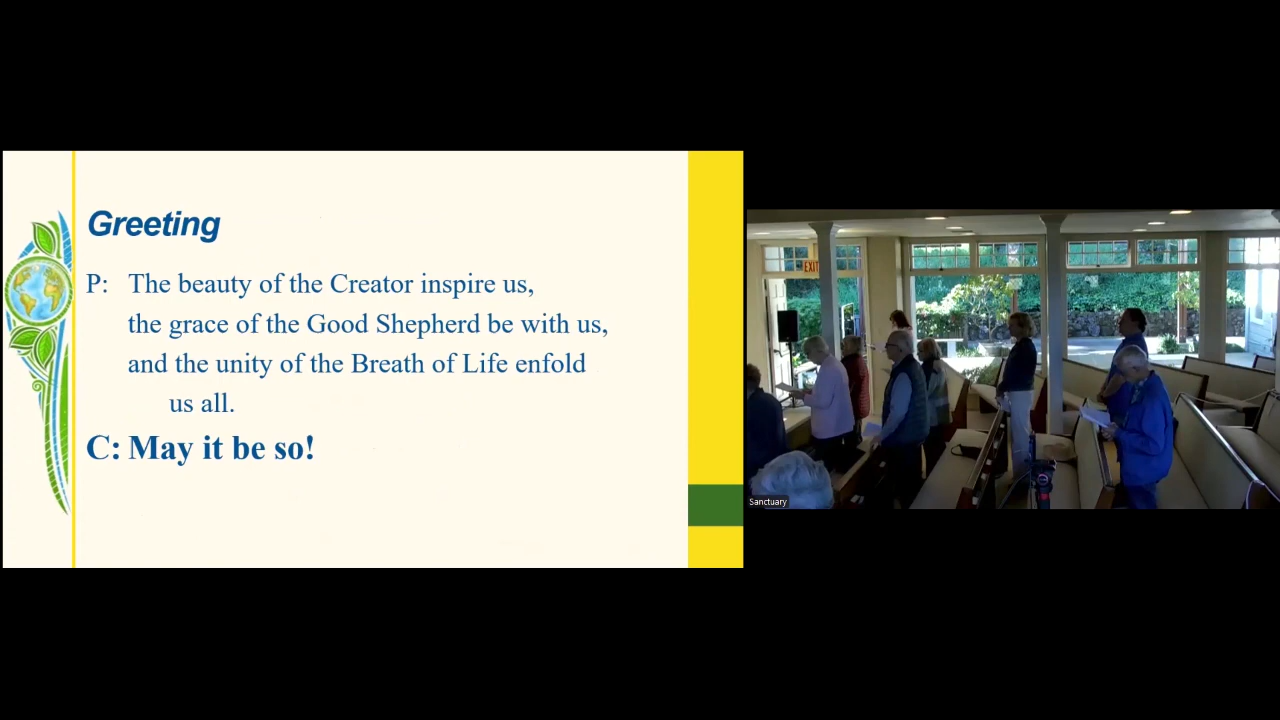 Greeting
P: The beauty of the Creator inspire us,
the grace of the Good Shepherd be with us,
and the unity of the Breath of Life enfold
us all.
C: May it be so!
EXIT
Sanctuary